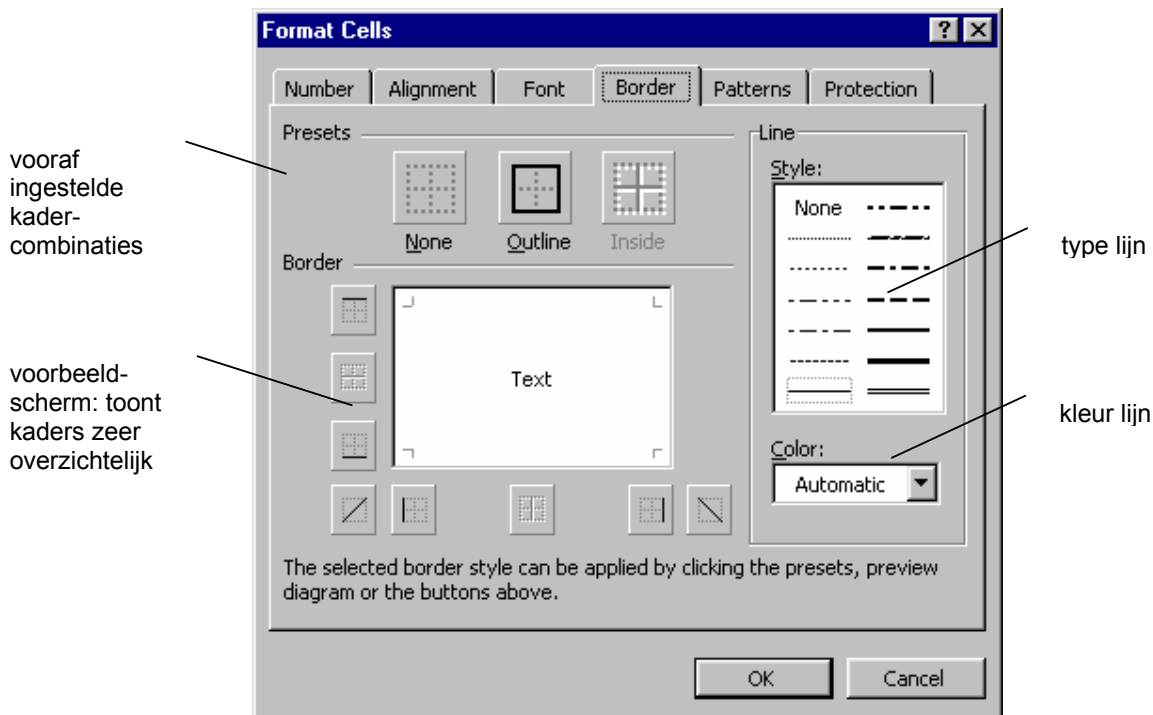 Format Cells
Number Alignment Font Border Patterns Protection
Presets
None Outline Inside
Border
Text
Line
Style:
None
Color:
Automatic
The selected border style can be applied by clicking the presets, preview
diagram or the buttons above.
OK Cancel
vooraf
ingestelde
kader-
combinaties
voorbeeld-
scherm: toont
kaders zeer
overzichtelijk
type lijn
kleur lijn